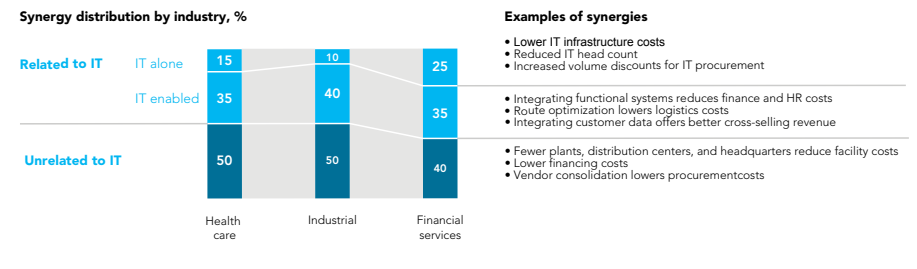 Synergy distribution by industry, %
Examples of synergies
Related to IT
IT alone
15
10
25
• Lower IT infrastructure costs
• Reduced IT head count
• Increased volume discounts for IT procurement
IT enabled
35
40
35
• Integrating functional systems reduces finance and HR costs
• Route optimization lowers logistics costs
• Integrating customer data offers better cross-selling revenue
Unrelated to IT
50
50
40
• Fewer plants, distribution centers, and headquarters reduce facility costs
• Lower financing costs
• Vendor consolidation lowers procurementcosts
Health
care
Industrial
Financial
services